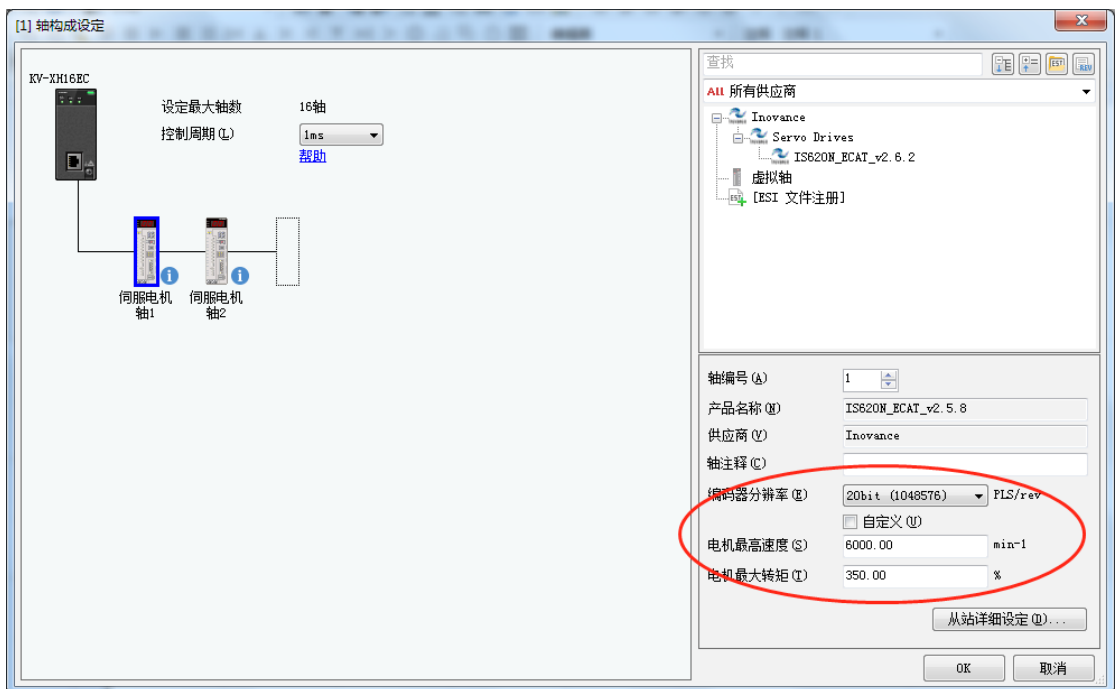 [1] 轴构成设定
KV-XH16EC
设定最大轴数 16轴
控制周期(L) 1ms
帮助
伺服电机 轴1
伺服电机 轴2
查找
EST
REV
All 所有供应商
Inovance
Servo Drives
IS620N_ECAT_v2.6.2
虚拟轴
[ESI 文件注册]
轴编号(A) 1
产品名称(N) IS620N_ECAT_v2.5.8
供应商(V) Inovance
轴注释(C)
编码器分辨率(E) 20bit (1048576) PLS/rev
自定义(U)
电机最高速度(S) 6000.00 min-1
电机最大转矩(T) 350.00 %
从站详细设定(D)...
OK 取消